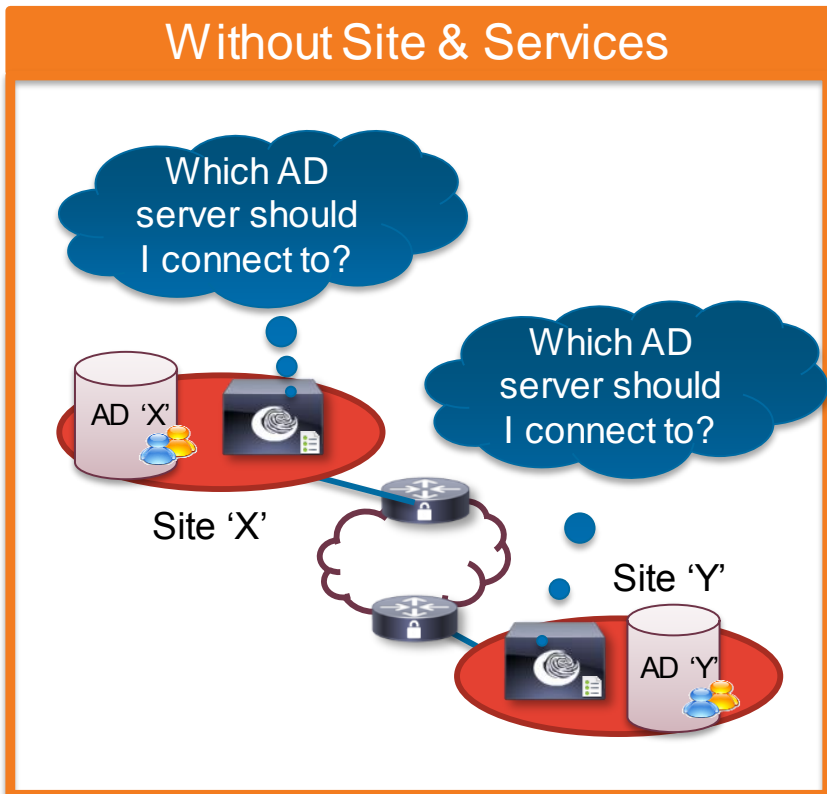 Without Site & Services
Which AD
server should
I connect to?
Which AD
server should
I connect to?
AD ‘X’
Site ‘X’
Site ‘Y’
AD ‘Y’